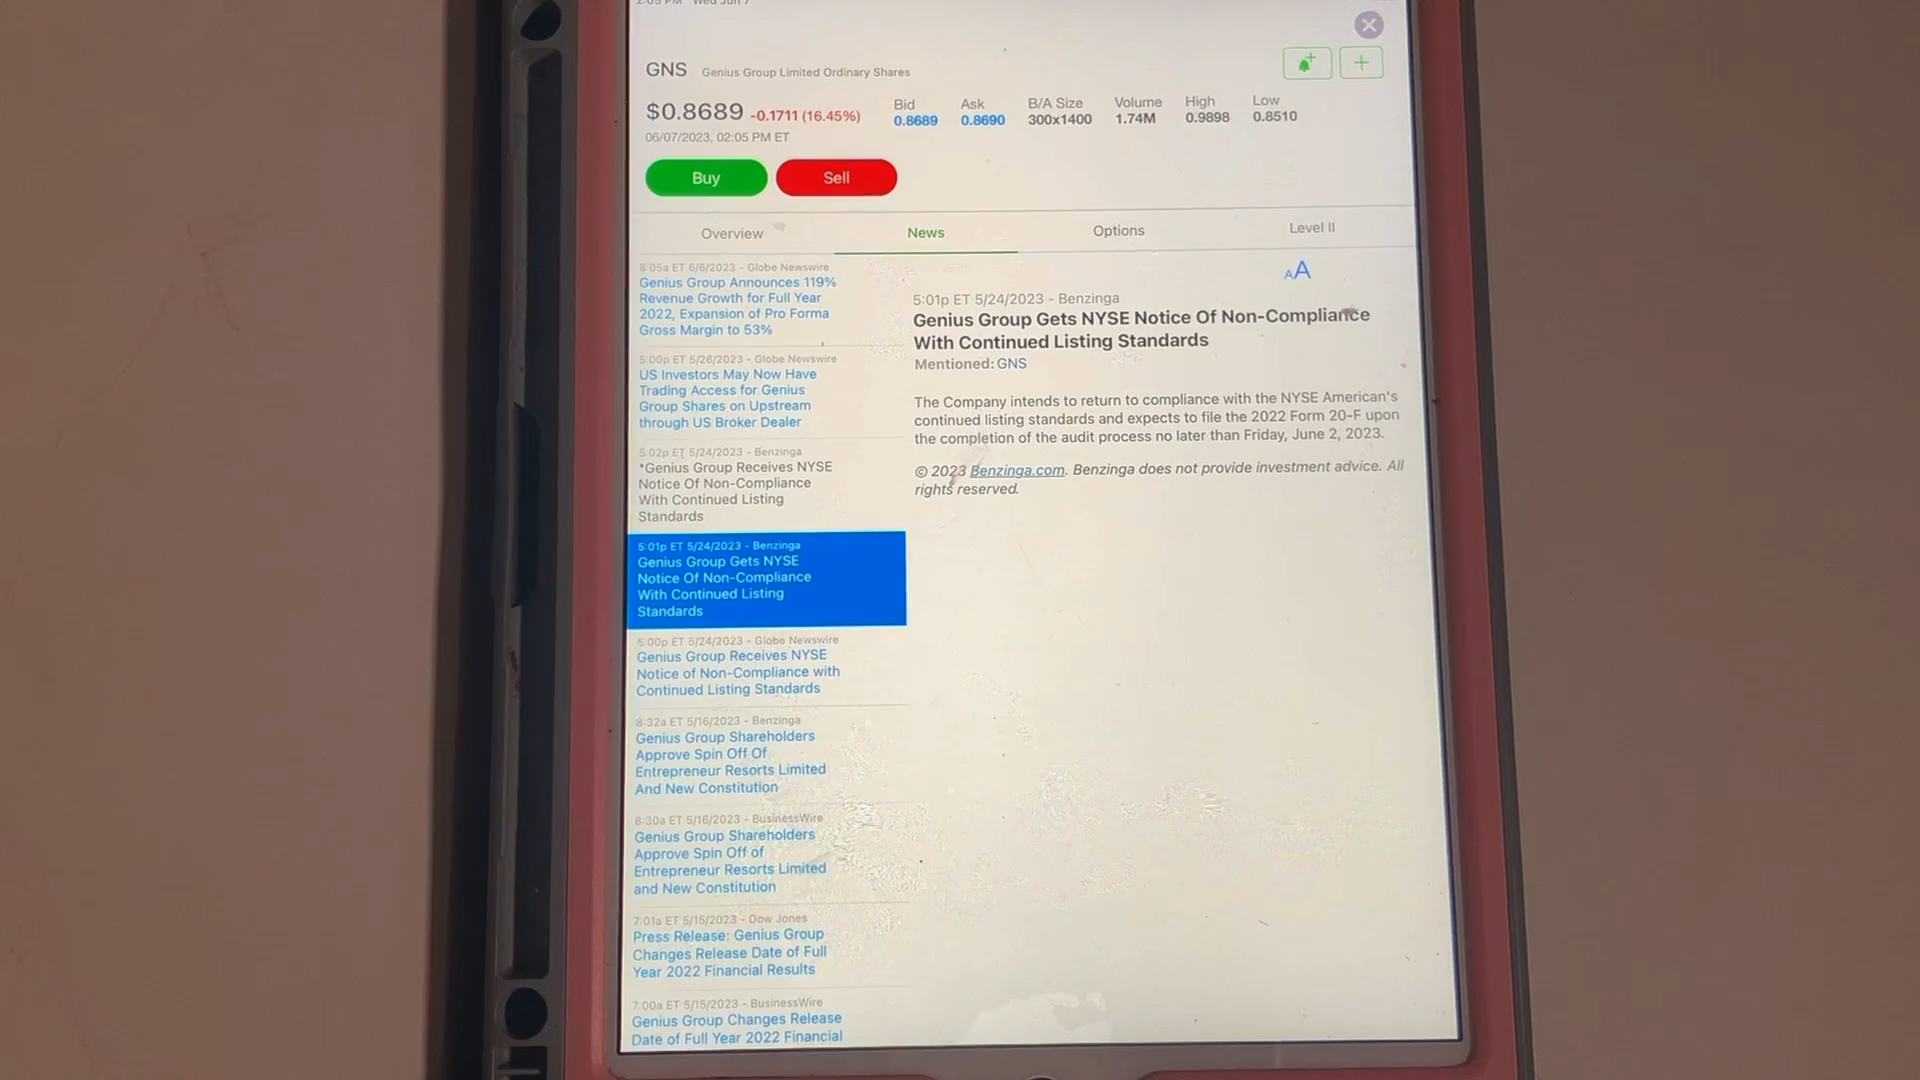 2:05 PM Wed Jun 7
GNS Genius Group Limited Ordinary Shares
$0.8689 -0.1711 (16.45%)
06/07/2023, 02:05 PM ET
Bid Ask B/A Size Volume High Low
0.8689 0.8690 300x1400 1.74M 0.9898 0.8510
Buy Sell
Overview News Options Level II
8:05a ET 6/6/2023 - Globe Newswire
Genius Group Announces 119%
Revenue Growth for Full Year
2022, Expansion of Pro Forma
Gross Margin to 53%
5:00p ET 5/26/2023 - Globe Newswire
US Investors May Now Have
Trading Access for Genius
Group Shares on Upstream
through US Broker Dealer
5:02p ET 5/24/2023 - Benzinga
*Genius Group Receives NYSE
Notice Of Non-Compliance
With Continued Listing
Standards
5:01p ET 5/24/2023 - Benzinga
Genius Group Gets NYSE
Notice Of Non-Compliance
With Continued Listing
Standards
5:00p ET 5/24/2023 - Globe Newswire
Genius Group Receives NYSE
Notice of Non-Compliance with
Continued Listing Standards
8:32a ET 5/16/2023 - Benzinga
Genius Group Shareholders
Approve Spin Off Of
Entrepreneur Resorts Limited
And New Constitution
8:30a ET 5/16/2023 - BusinessWire
Genius Group Shareholders
Approve Spin Off of
Entrepreneur Resorts Limited
and New Constitution
7:01a ET 5/15/2023 - Dow Jones
Press Release: Genius Group
Changes Release Date of Full
Year 2022 Financial Results
7:00a ET 5/15/2023 - BusinessWire
Genius Group Changes Release
Date of Full Year 2022 Financial
AA
5:01p ET 5/24/2023 - Benzinga
Genius Group Gets NYSE Notice Of Non-Compliance
With Continued Listing Standards
Mentioned: GNS
The Company intends to return to compliance with the NYSE American's
continued listing standards and expects to file the 2022 Form 20-F upon
the completion of the audit process no later than Friday, June 2, 2023.
© 2023 Benzinga.com. Benzinga does not provide investment advice. All
rights reserved.